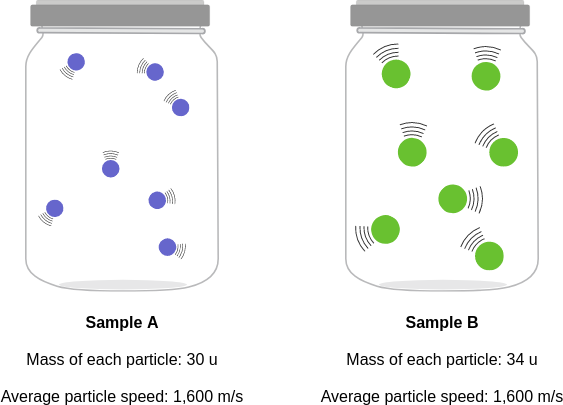 Sample A
Mass of each particle: 30 u
Average particle speed: 1,600 m/s
Sample B
Mass of each particle: 34 u
Average particle speed: 1,600 m/s